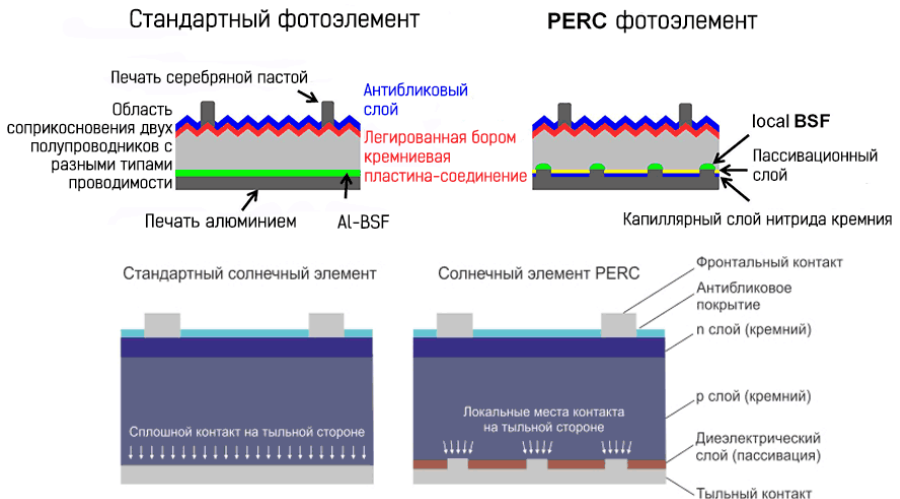 Стандартный фотоэлемент
PERC фотоэлемент
Печать серебряной пастой
Антибликовый
слой
Область
соприкосновения двух
полупроводников с
разными типами
проводимости
Легированная бором
кремниевая
пластина-соединение
Печать алюминием
Al-BSF
local BSF
Пассивационный
слой
Капиллярный слой нитрида кремния
Стандартный солнечный элемент
Солнечный элемент PERC
Фронтальный контакт
Антибликовое
покрытие
n слой (кремний)
p слой (кремний)
Сплошной контакт на тыльной стороне
Локальные места контакта
на тыльной стороне
Диэлектрический
слой (пассивация)
Тыльный контакт